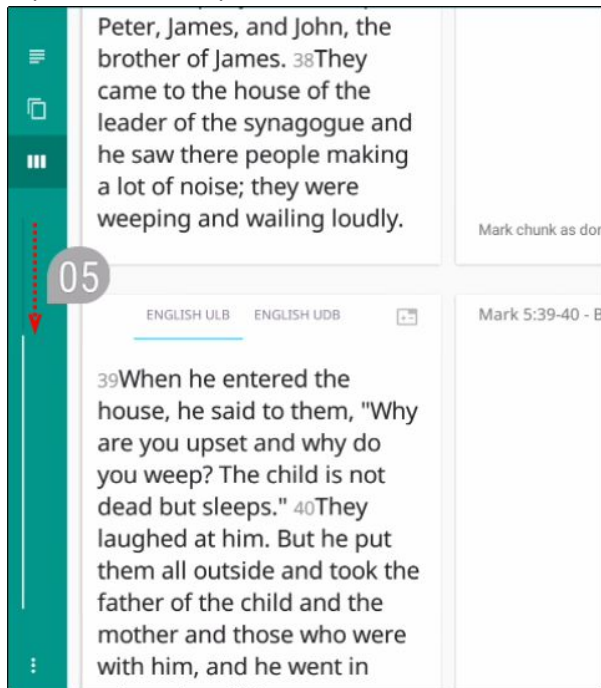 Peter, James, and John, the
brother of James. 38They
came to the house of the
leader of the synagogue and
he saw there people making
a lot of noise; they were
weeping and wailing loudly.
Mark chunk as don
05
ENGLISH ULB ENGLISH UDB
Mark 5:39-40 - B
39When he entered the
house, he said to them, "Why
are you upset and why do
you weep? The child is not
dead but sleeps." 40They
laughed at him. But he put
them all outside and took the
father of the child and the
mother and those who were
with him, and he went in